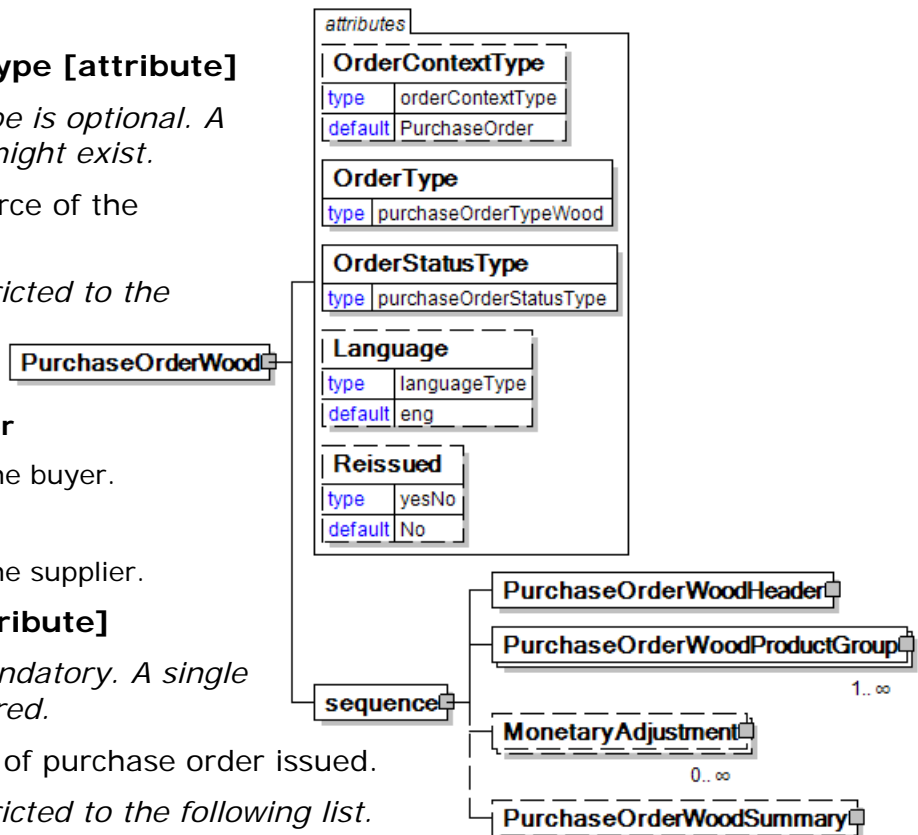 ype [attribute]
pe is optional. A
might exist.
rce of the
ricted to the
r
he buyer.
he supplier.
ribute]
ndatory. A single
red.
of purchase order issued.
ricted to the following list.
PurchaseOrderWood
attributes
OrderContextType
type orderContextType
default PurchaseOrder
OrderType
type purchaseOrderTypeWood
OrderStatusType
type purchaseOrderStatusType
Language
type languageType
default eng
Reissued
type yesNo
default No
sequence
PurchaseOrderWoodHeader
PurchaseOrderWoodProductGroup
1.. ∞
MonetaryAdjustment
0.. ∞
PurchaseOrderWoodSummary